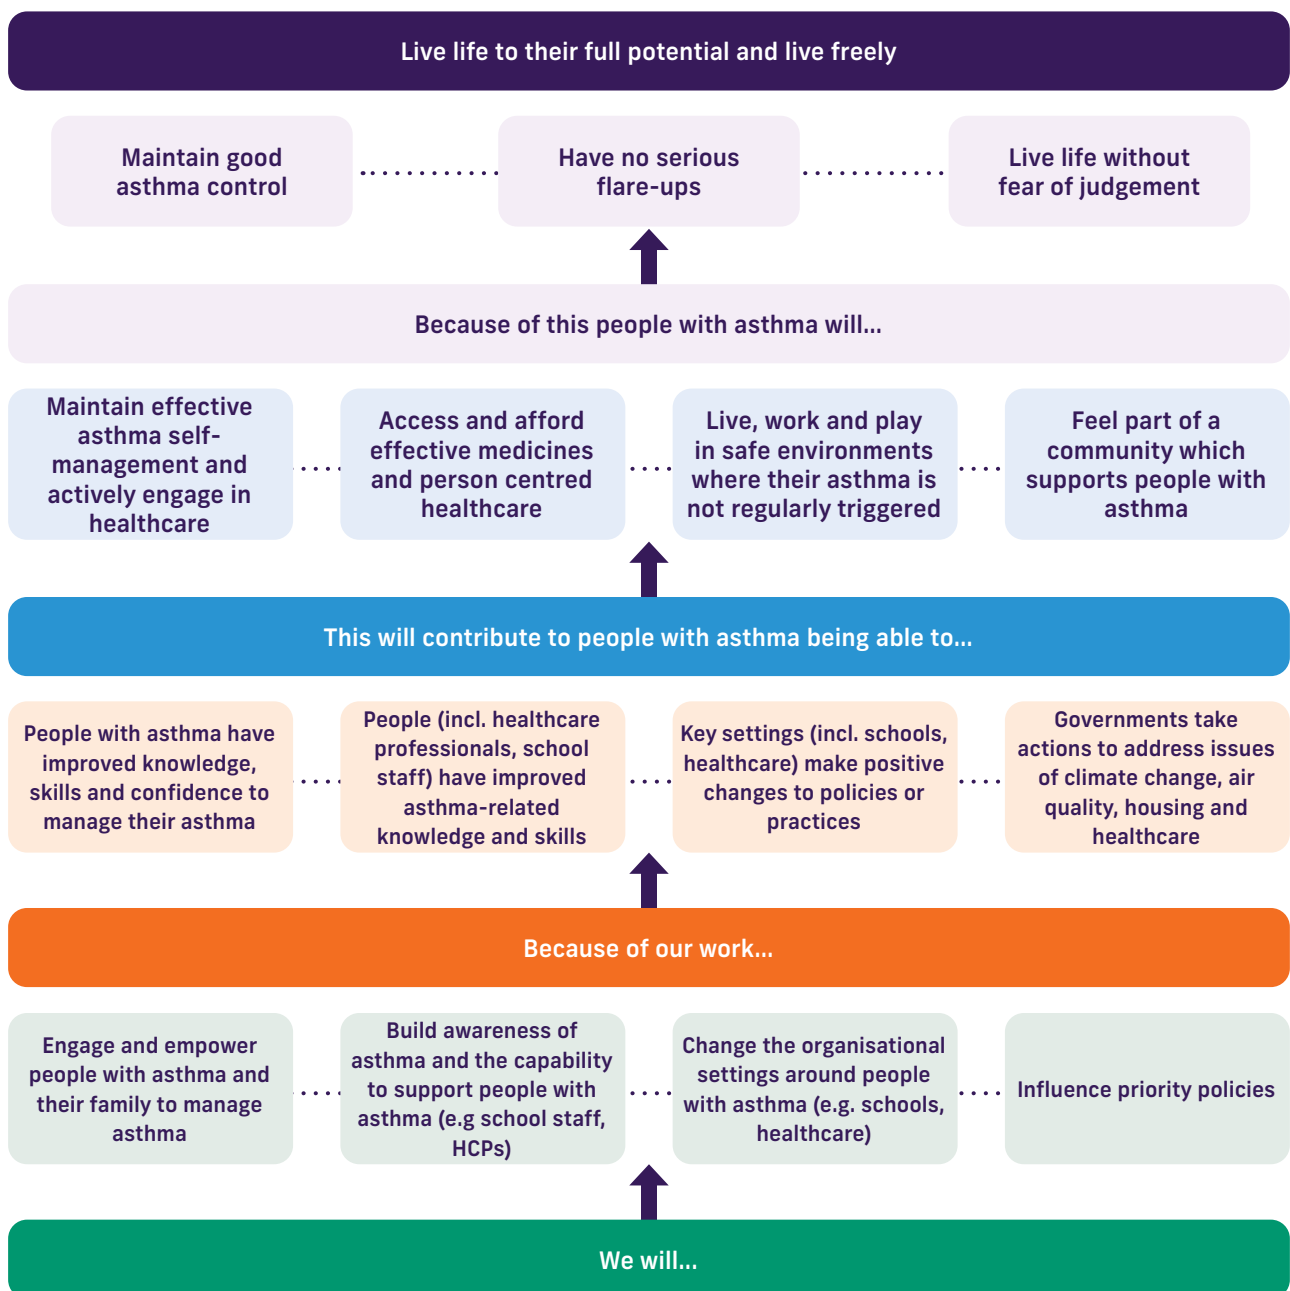 Live life to their full potential and live freely
Maintain good
asthma control
Have no serious
flare-ups
Live life without
fear of judgement
Because of this people with asthma will...
Maintain effective
asthma self-
management and
actively engage in
healthcare
Access and afford
effective medicines
and person centred
healthcare
Live, work and play
in safe environments
where their asthma is
not regularly triggered
Feel part of a
community which
supports people with
asthma
This will contribute to people with asthma being able to...
People with asthma have
improved knowledge,
skills and confidence to
manage their asthma
People (incl. healthcare
professionals, school
staff) have improved
asthma-related
knowledge and skills
Key settings (incl. schools,
healthcare) make positive
changes to policies or
practices
Governments take
actions to address issues
of climate change, air
quality, housing and
healthcare
Because of our work...
Engage and empower
people with asthma and
their family to manage
asthma
Build awareness of
asthma and the capability
to support people with
asthma (e.g school staff,
HCPs)
Change the organisational
settings around people
with asthma (e.g. schools,
healthcare)
Influence priority policies
We will...